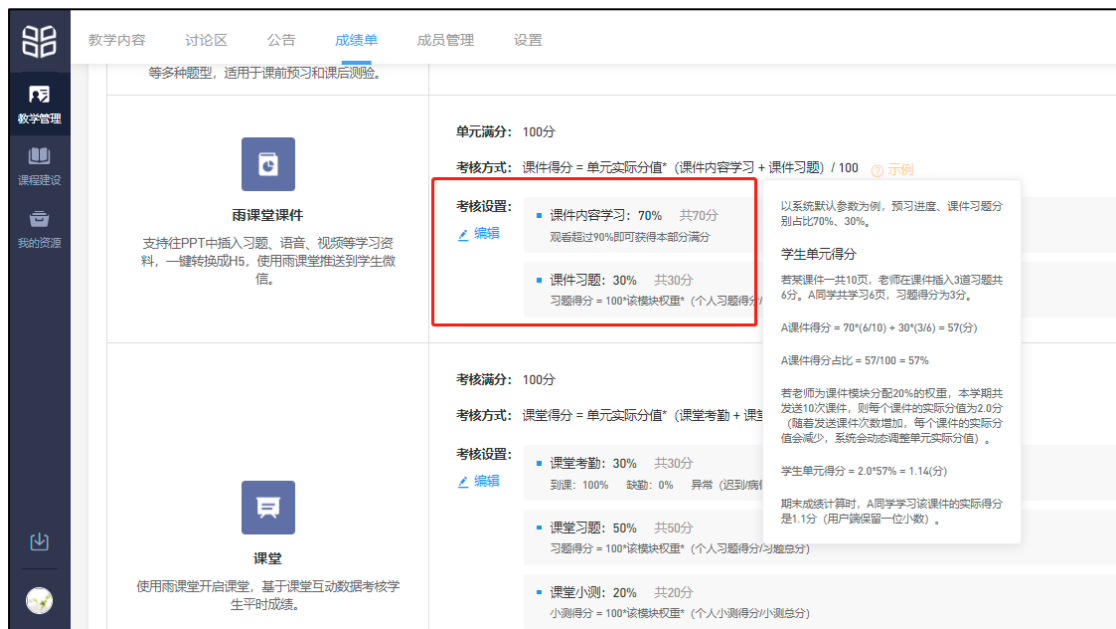 教学内容 讨论区 公告 成绩单 成员管理 设置
教学管理
课程建设
我的资源
等多种题型，适用于课前预习和课后测验。
雨课堂课件
支持往PPT中插入习题、语音、视频等学习资
料，一键转换成H5，使用雨课堂推送到学生微
信。
单元满分： 100分
考核方式： 课件得分 = 单元实际分值*（课件内容学习 + 课件习题）/ 100 示例
考核设置：
编辑
课件内容学习：70% 共70分
观看超过90%即可获得本部分满分
课件习题：30% 共30分
习题得分 = 100*该模块权重*（个人习题得分/
以系统默认参数为例，预习进度、课件习题分
别占比70%、30%。
学生单元得分
若某课件一共10页，老师在课件插入3道习题共
6分。A同学共学习6页，习题得分为3分。
A课件得分 = 70*(6/10) + 30*(3/6) = 57(分)
A课件得分占比 = 57/100 = 57%
若老师为课件模块分配20%的权重，本学期共
发送10次课件，则每个课件的实际分值为2.0分
（随着发送课件次数增加，每个课件的实际分
值会减少，系统会动态调整单元实际分值）。
学生单元得分 = 2.0*57% = 1.14(分)
期末成绩计算时，A同学学习该课件的实际得分
是1.1分（用户端保留一位小数）。
课堂
使用雨课堂开启课堂，基于课堂互动数据考核学
生平时成绩。
考核满分： 100分
考核方式： 课堂得分 = 单元实际分值*（课堂考勤 + 课
考核设置：
编辑
课堂考勤：30% 共30分
到课：100% 缺勤：0% 异常（迟到/病
课堂习题：50% 共50分
习题得分 = 100*该模块权重*（个人习题得分/习题总分）
课堂小测：20% 共20分
小测得分 = 100*该模块权重*（个人小测得分/小测总分）